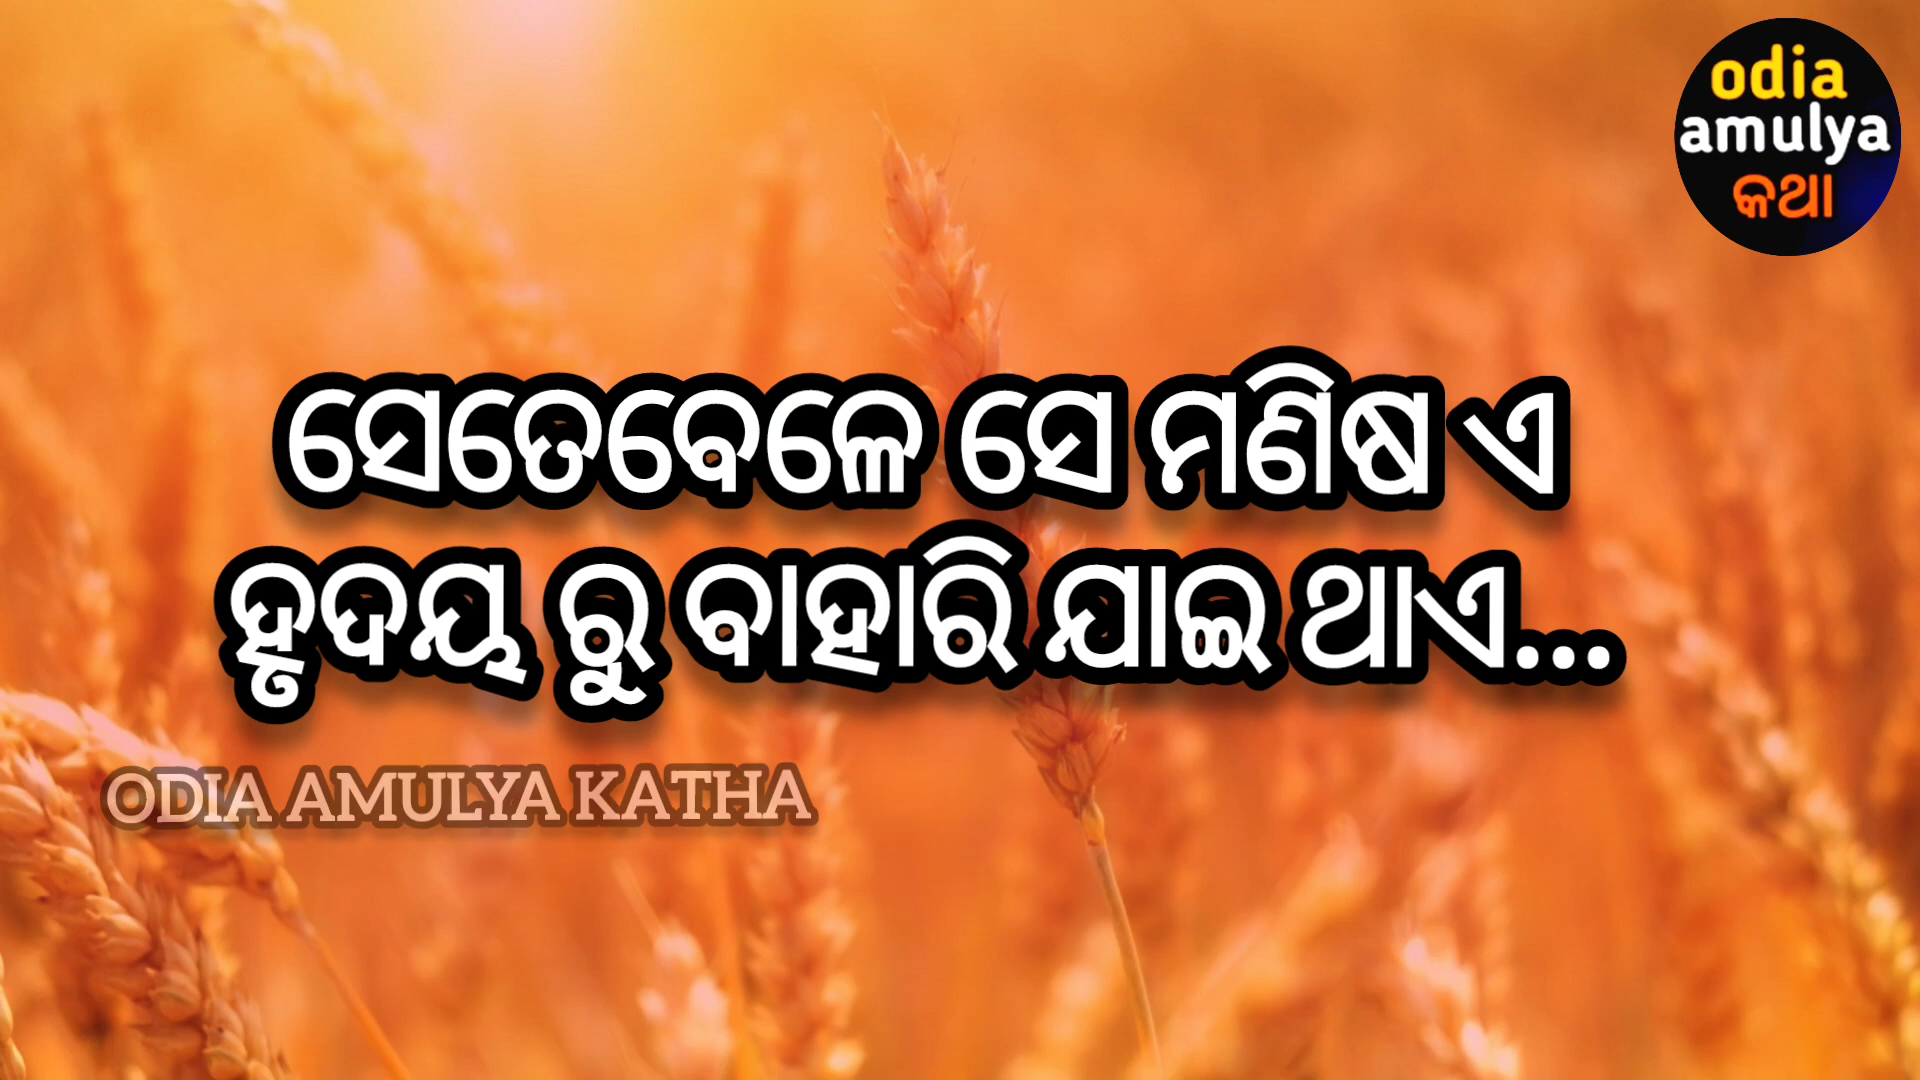 odia
amulya
କଥା
ସେତେବେଳେ ସେ ମଣିଷ ଏ
ହୃଦୟ ରୁ ବାହାରି ଯାଇ ଥାଏ...
ODIA AMULYA KATHA